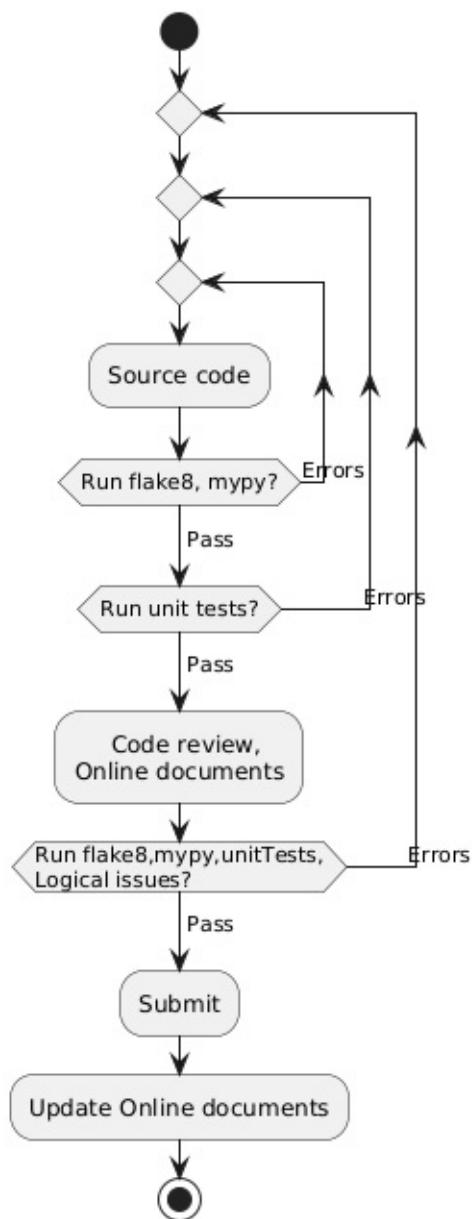 Source code
Run flake8, mypy?
Errors
Pass
Run unit tests?
Errors
Pass
Code review,
Online documents
Run flake8,mypy,unitTests,
Logical issues?
Errors
Pass
Submit
Update Online documents